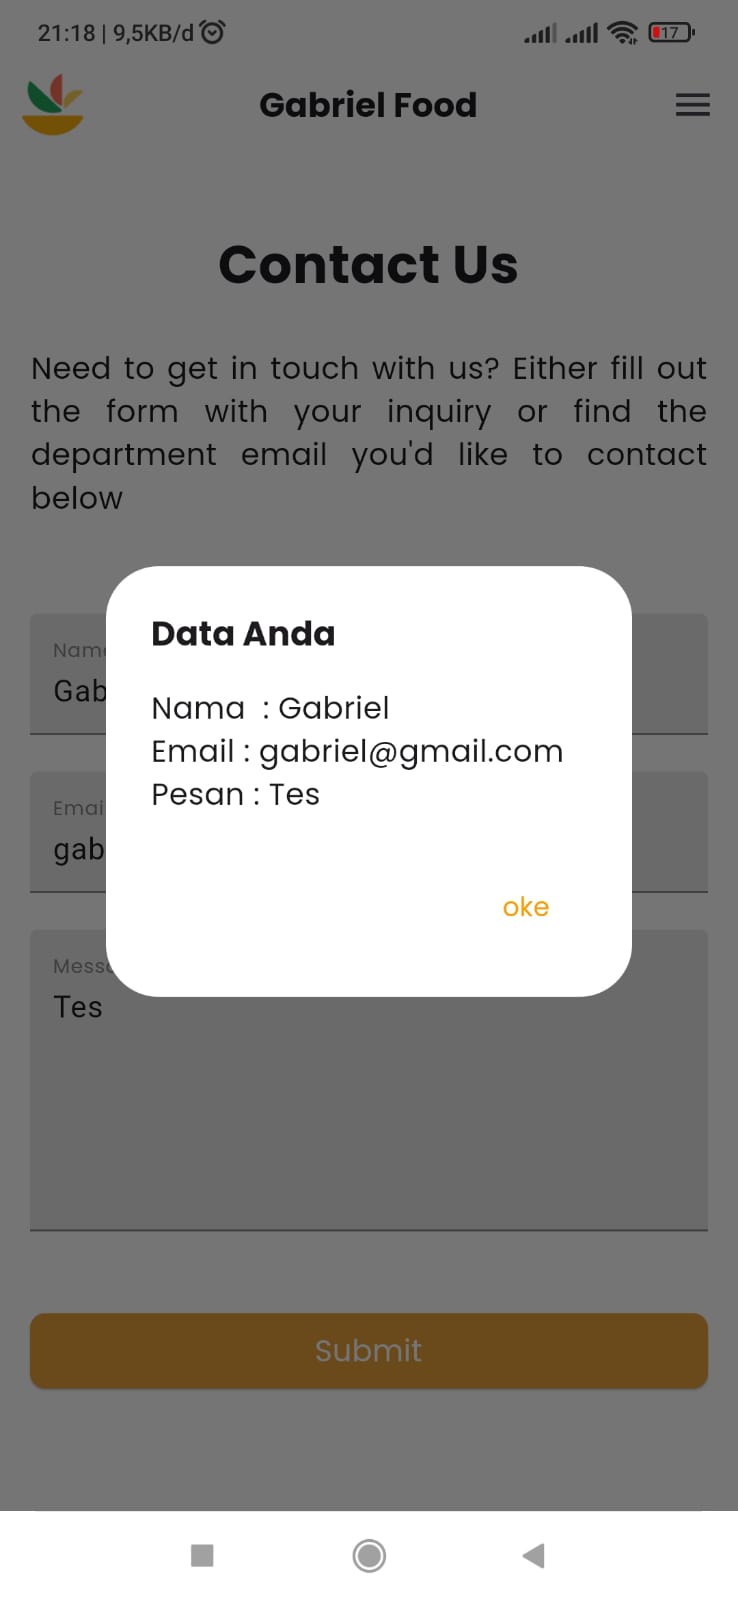 21:18 | 9,5KB/d
17
Gabriel Food
Contact Us
Need to get in touch with us? Either fill out
the form with your inquiry or find the
department email you'd like to contact
below
Data Anda
Nama : Gabriel
Email : gabriel@gmail.com
Pesan : Tes
oke
Nam
Gab
Emai
gab
Mess
Tes
Submit